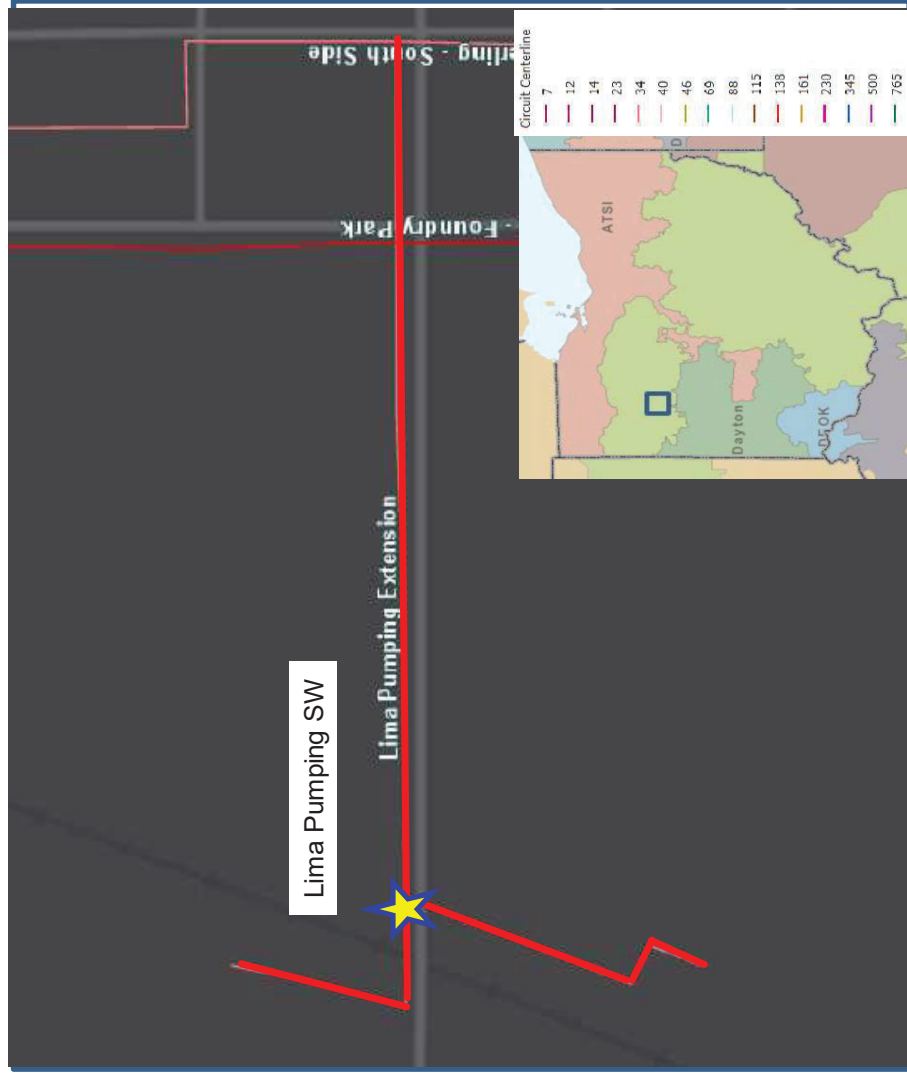 erling - South Side
- Foundry Park
Lima Pumping Extension
Lima Pumping SW
Circuit Centerline
7
12
14
23
34
40
46
69
88
115
138
161
230
345
500
765
ATSI
D
Dayton
DEOK